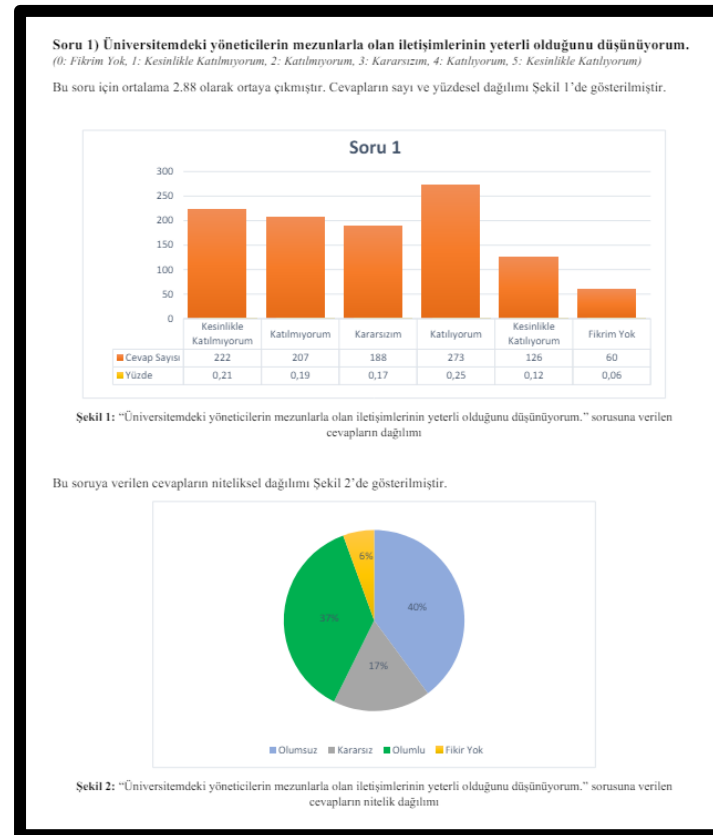 Soru 1) Üniversitemdeki yöneticilerin mezunlarla olan iletişimlerinin yeterli olduğunu düşünüyorum.
(0: Fikrim Yok, 1: Kesinlikle Katılmıyorum, 2: Katılmıyorum, 3: Kararsızım, 4: Katılıyorum, 5: Kesinlikle Katılıyorum)
Bu soru için ortalama 2.88 olarak ortaya çıkmıştır. Cevapların sayı ve yüzdesel dağılımı Şekil 1'de gösterilmiştir.
Soru 1
300
250
200
150
100
50
0
Kesinlikle Katılmıyorum Katılmıyorum Kararsızım Katılıyorum Kesinlikle Katılıyorum Fikrim Yok
Cevap Sayısı 222 207 188 273 126 60
Yüzde 0,21 0,19 0,17 0,25 0,12 0,06
Şekil 1: "Üniversitemdeki yöneticilerin mezunlarla olan iletişimlerinin yeterli olduğunu düşünüyorum." sorusuna verilen
cevapların dağılımı
Bu soruya verilen cevapların niteliksel dağılımı Şekil 2'de gösterilmiştir.
6%
40%
37%
17%
Olumsuz Kararsız Olumlu Fikir Yok
Şekil 2: "Üniversitemdeki yöneticilerin mezunlarla olan iletişimlerinin yeterli olduğunu düşünüyorum." sorusuna verilen
cevapların nitelik dağılımı